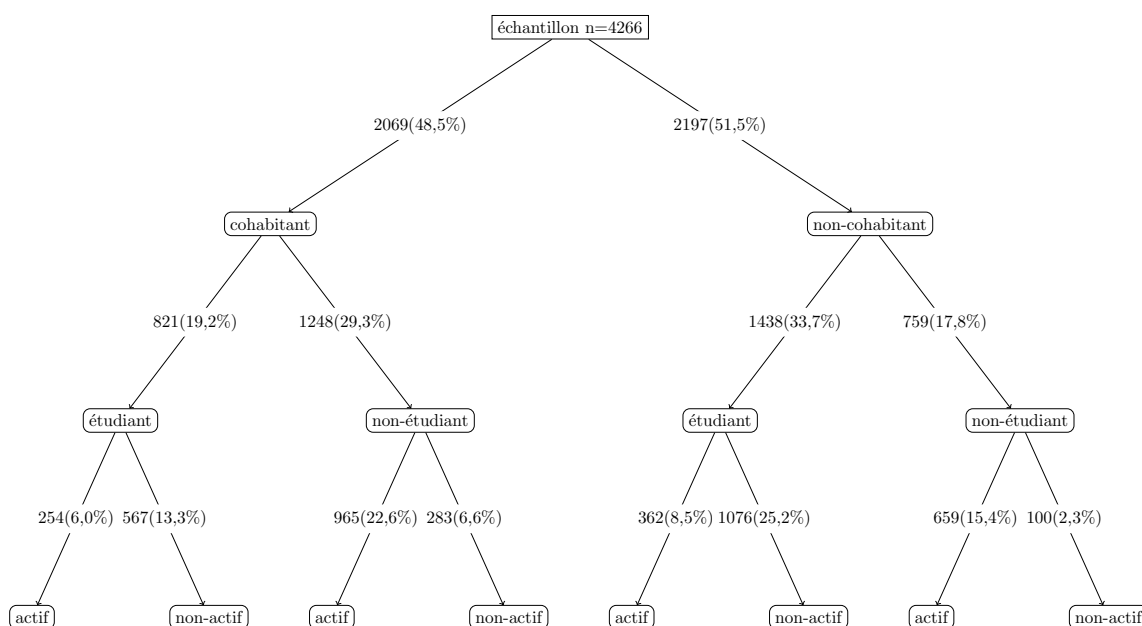 échantillon n=4266
2069(48,5%) 2197(51,5%)
cohabitant non-cohabitant
821(19,2%) 1248(29,3%) 1438(33,7%) 759(17,8%)
étudiant non-étudiant étudiant non-étudiant
254(6,0%) 567(13,3%) 965(22,6%) 283(6,6%) 362(8,5%) 1076(25,2%) 659(15,4%) 100(2,3%)
actif non-actif actif non-actif actif non-actif actif non-actif